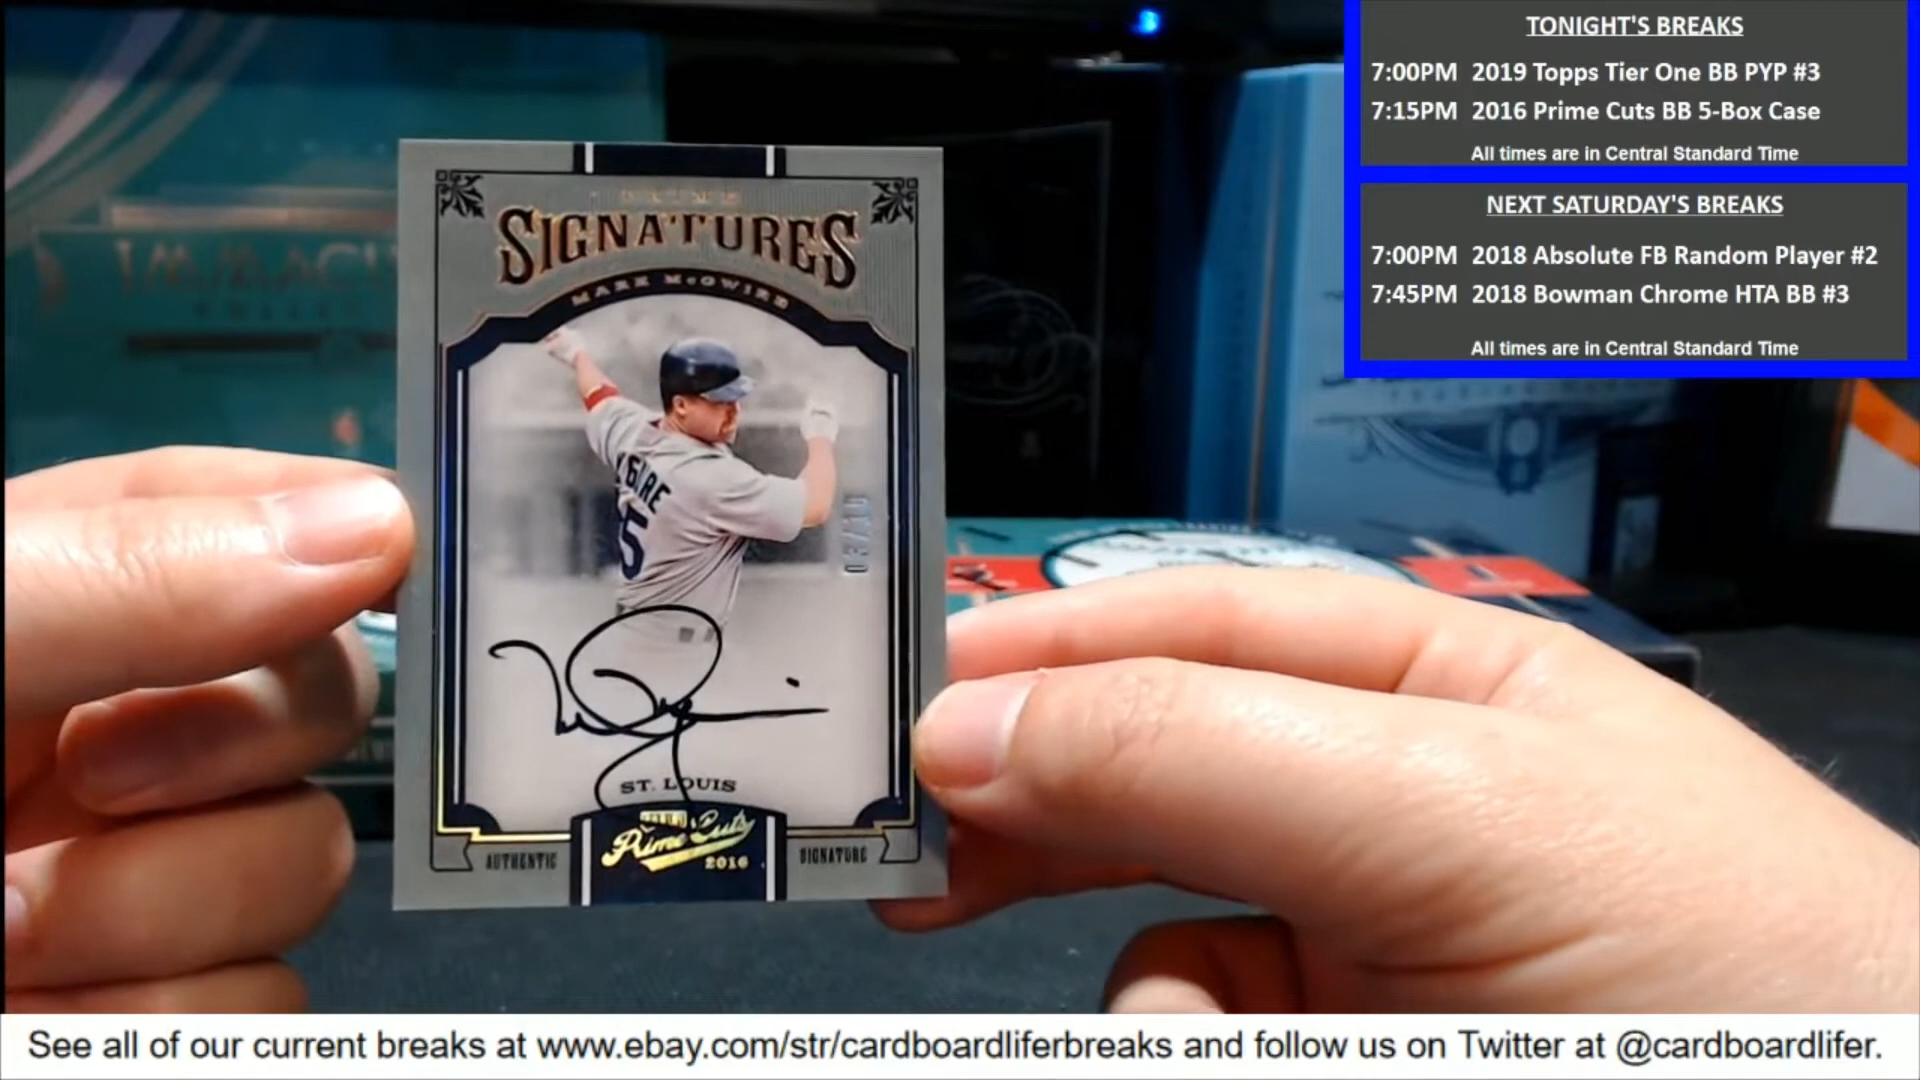 TONIGHT'S BREAKS
7:00PM 2019 Topps Tier One BB PYP #3
7:15PM 2016 Prime Cuts BB 5-Box Case
All times are in Central Standard Time
NEXT SATURDAY'S BREAKS
7:00PM 2018 Absolute FB Random Player #2
7:45PM 2018 Bowman Chrome HTA BB #3
All times are in Central Standard Time
PRIME
SIGNATURES
MARK McGWIRE
03/10
ST. LOUIS
Prime Cuts
2016
AUTHENTIC
SIGNATURE
See all of our current breaks at www.ebay.com/str/cardboardliferbreaks and follow us on Twitter at @cardboardlifer.